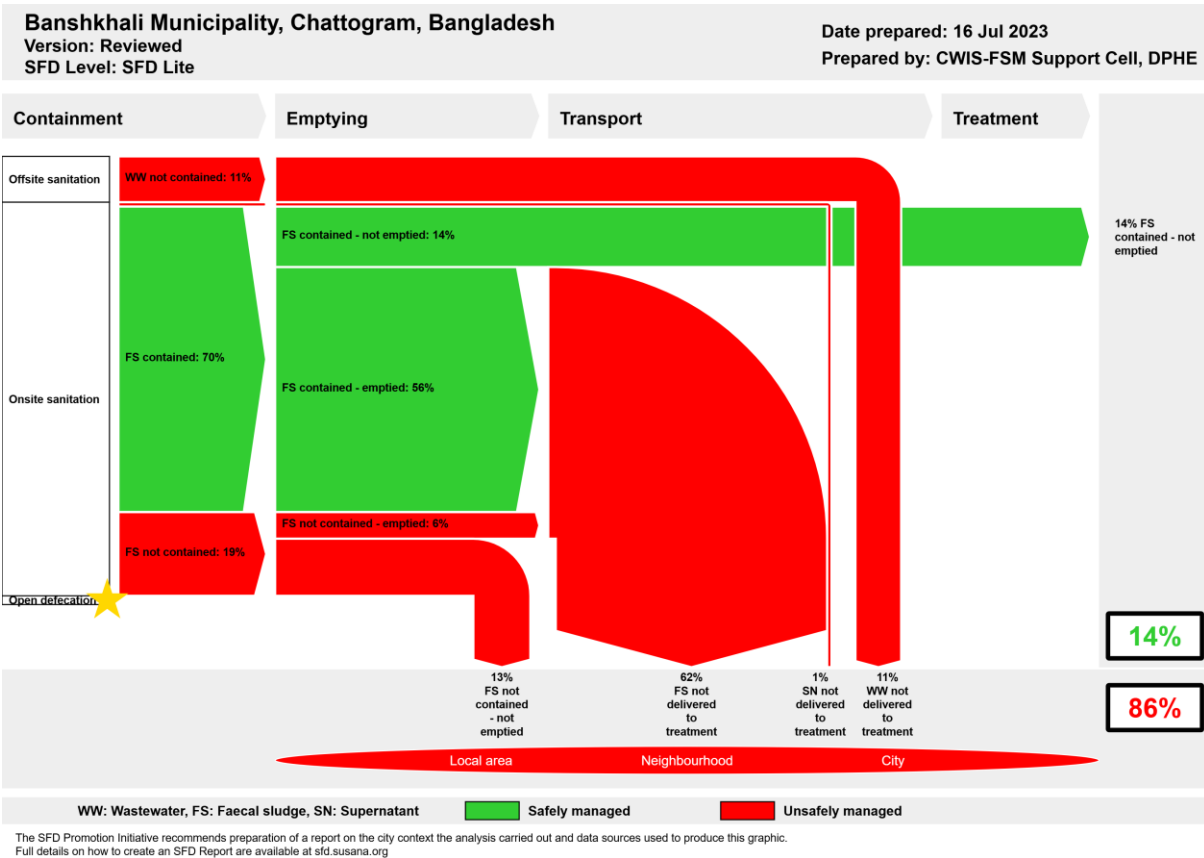 Banshkhali Municipality, Chattogram, Bangladesh
Version: Reviewed
SFD Level: SFD Lite
Date prepared: 16 Jul 2023
Prepared by: CWIS-FSM Support Cell, DPHE
Containment
Emptying
Transport
Treatment
Offsite sanitation
WW not contained: 11%
FS contained - not emptied: 14%
14% FS
contained - not
emptied
FS contained: 70%
FS contained - emptied: 56%
Onsite sanitation
FS not contained - emptied: 6%
FS not contained: 19%
Open defecation
14%
86%
13%
FS not
contained
- not
emptied
62%
FS not
delivered
to
treatment
1%
SN not
delivered
to
treatment
11%
WW not
delivered
to
treatment
Local area
Neighbourhood
City
WW: Wastewater, FS: Faecal sludge, SN: Supernatant
Safely managed
Unsafely managed
The SFD Promotion Initiative recommends preparation of a report on the city context the analysis carried out and data sources used to produce this graphic.
Full details on how to create an SFD Report are available at sfd.susana.org